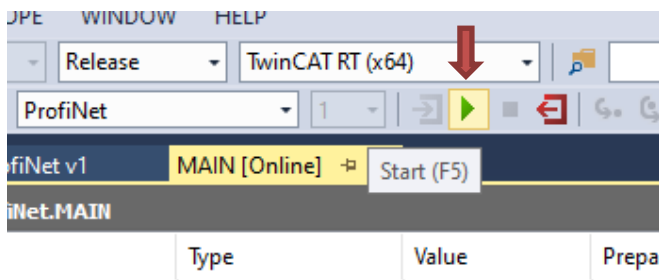 WINDOW HELP
Release TwinCAT RT (x64)
ProfiNet 1
ofiNet v1 MAIN [Online] Start (F5)
iNet.MAIN
Type Value Prepa